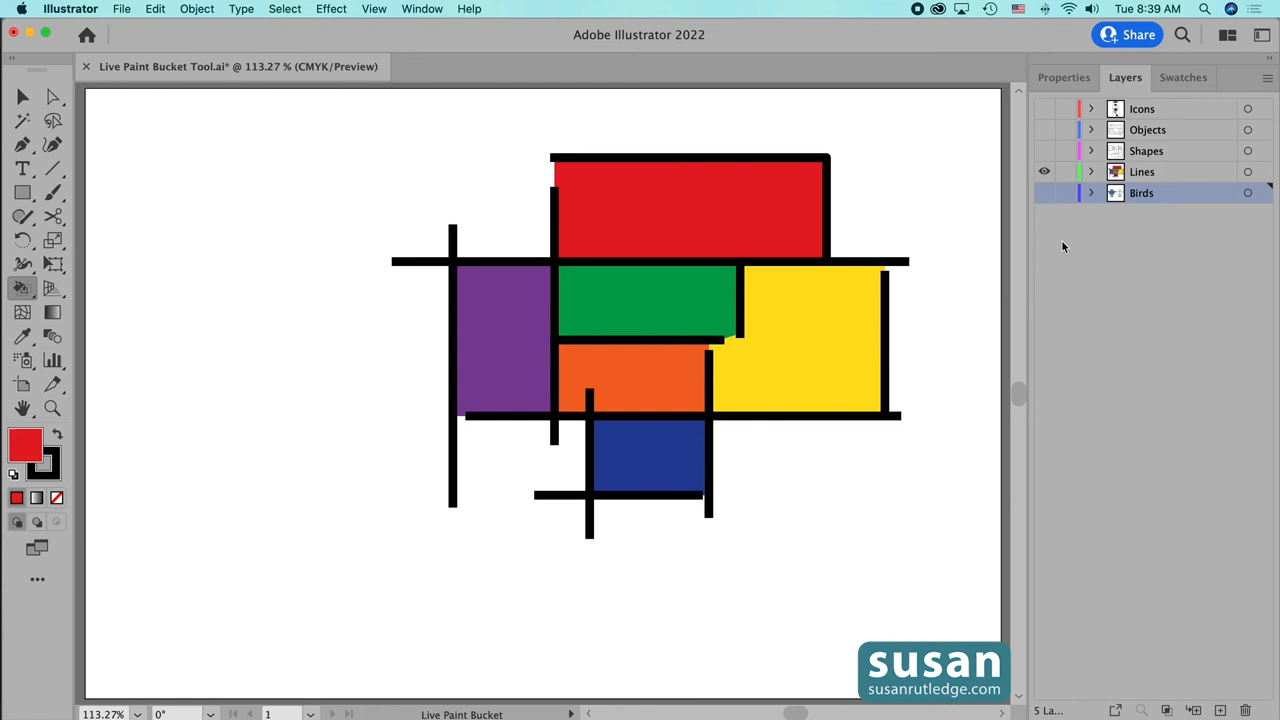 Illustrator File Edit Object Type Select Effect View Window Help Tue 8:39 AM
Adobe Illustrator 2022
Share
× Live Paint Bucket Tool.ai* @ 113.27 % (CMYK/Preview)
Properties Layers Swatches
Icons
Objects
Shapes
Lines
Birds
susan
susanrutledge.com
113.27% 0° 1 Live Paint Bucket 5 La...